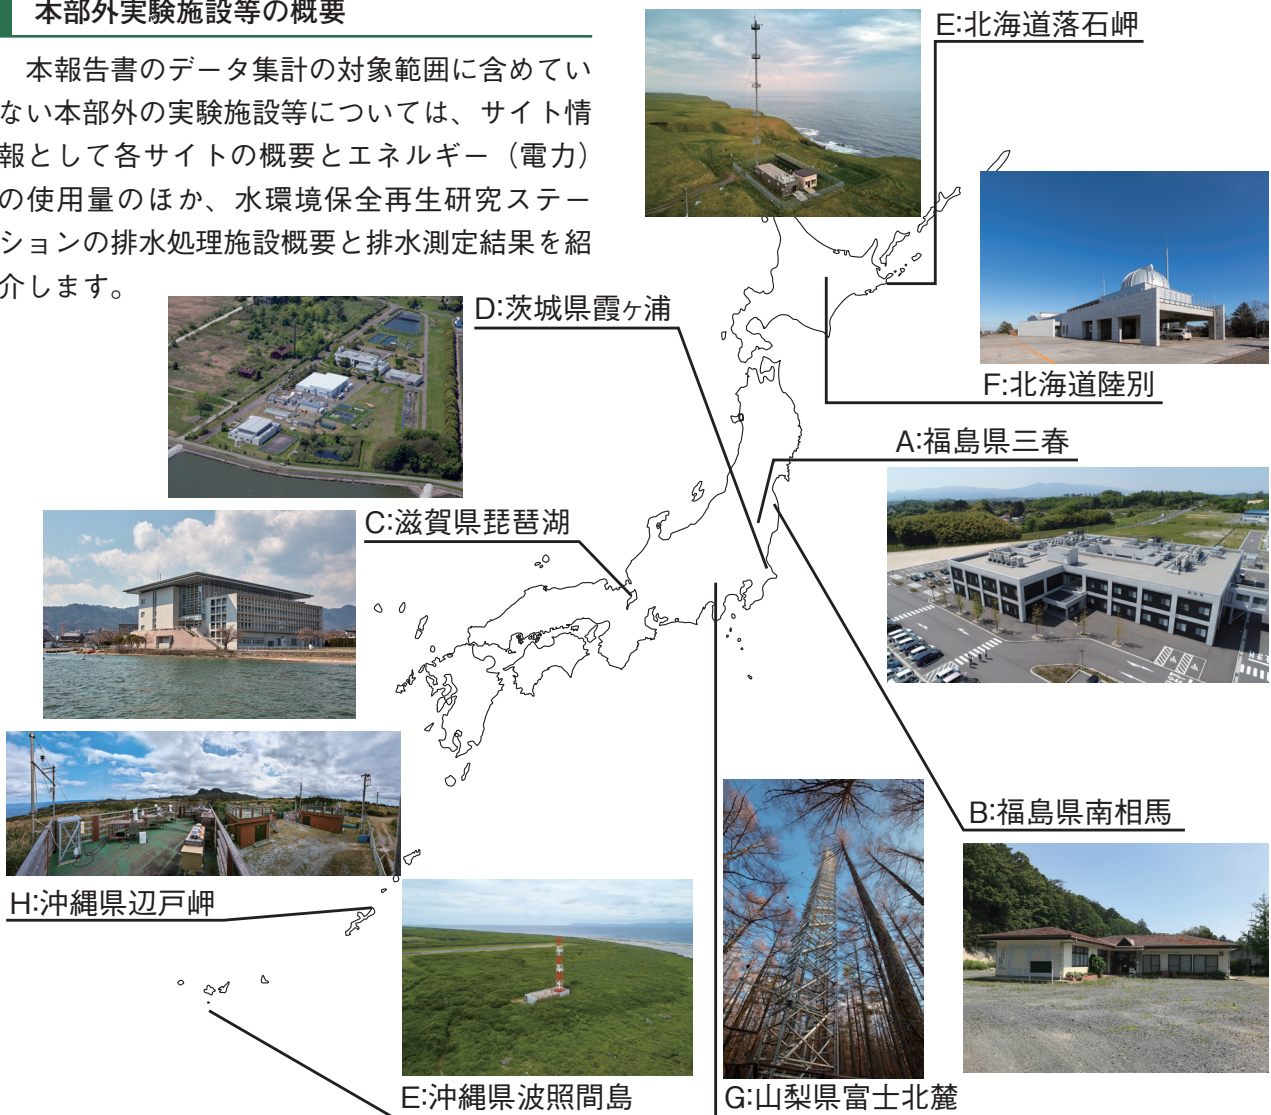 本部外実験施設等の概要
本報告書のデータ集計の対象範囲に含めてい
ない本部外の実験施設等については、サイト情
報として各サイトの概要とエネルギー（電力）
の使用量のほか、水環境保全再生研究ステー
ションの排水処理施設概要と排水測定結果を紹
介します。
E:北海道落石岬
D:茨城県霞ヶ浦
F:北海道陸別
A:福島県三春
C:滋賀県琵琶湖
B:福島県南相馬
H:沖縄県辺戸岬
E:沖縄県波照間島
G:山梨県富士北麓